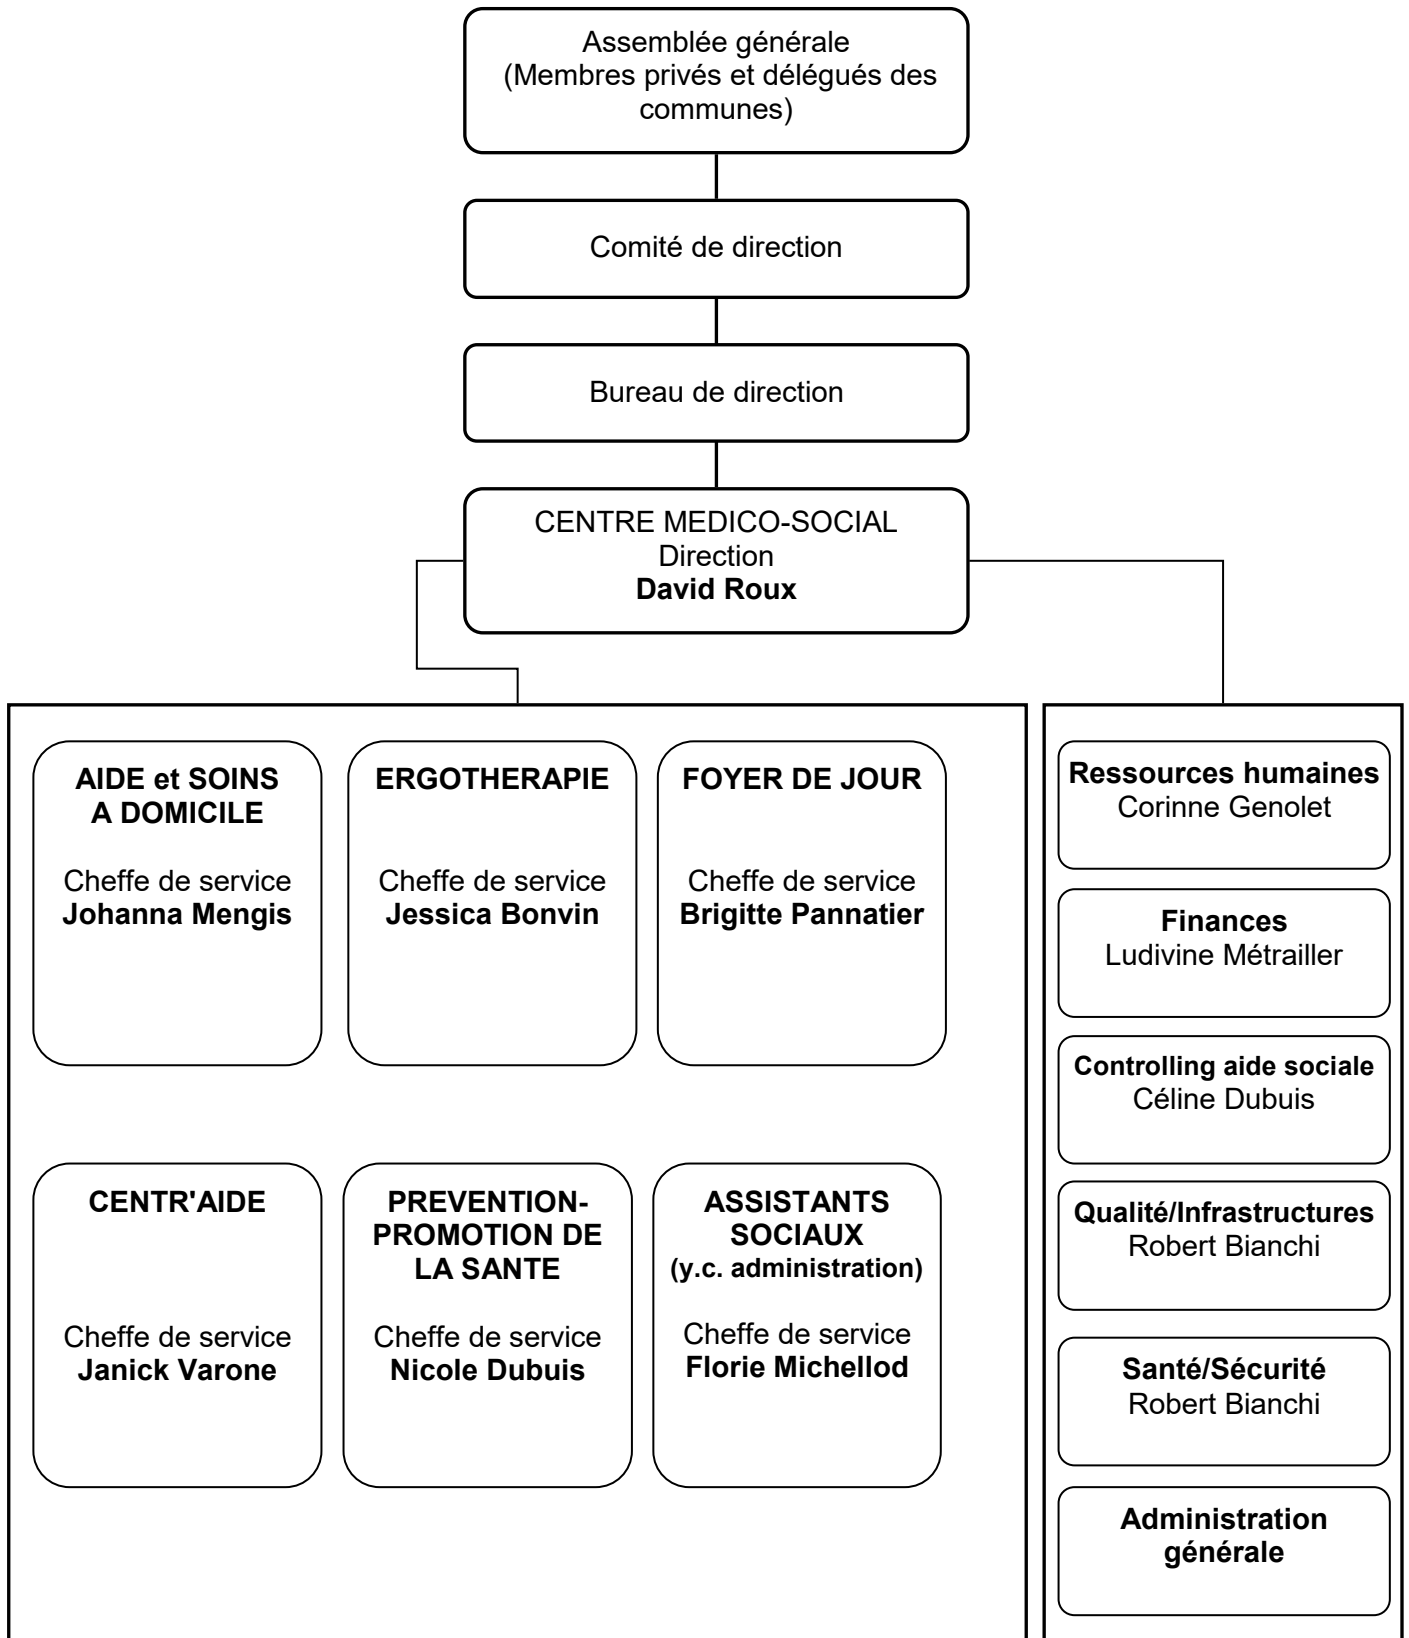 Assemblée générale
(Membres privés et délégués des
communes)
Comité de direction
Bureau de direction
CENTRE MEDICO-SOCIAL
Direction
David Roux
AIDE et SOINS
A DOMICILE
Cheffe de service
Johanna Mengis
ERGOTHERAPIE
Cheffe de service
Jessica Bonvin
FOYER DE JOUR
Cheffe de service
Brigitte Pannatier
CENTR'AIDE
Cheffe de service
Janick Varone
PREVENTION-
PROMOTION DE
LA SANTE
Cheffe de service
Nicole Dubuis
ASSISTANTS
SOCIAUX
(y.c. administration)
Cheffe de service
Florie Michellod
Ressources humaines
Corinne Genolet
Finances
Ludivine Métrailler
Controlling aide sociale
Céline Dubuis
Qualité/Infrastructures
Robert Bianchi
Santé/Sécurité
Robert Bianchi
Administration
générale